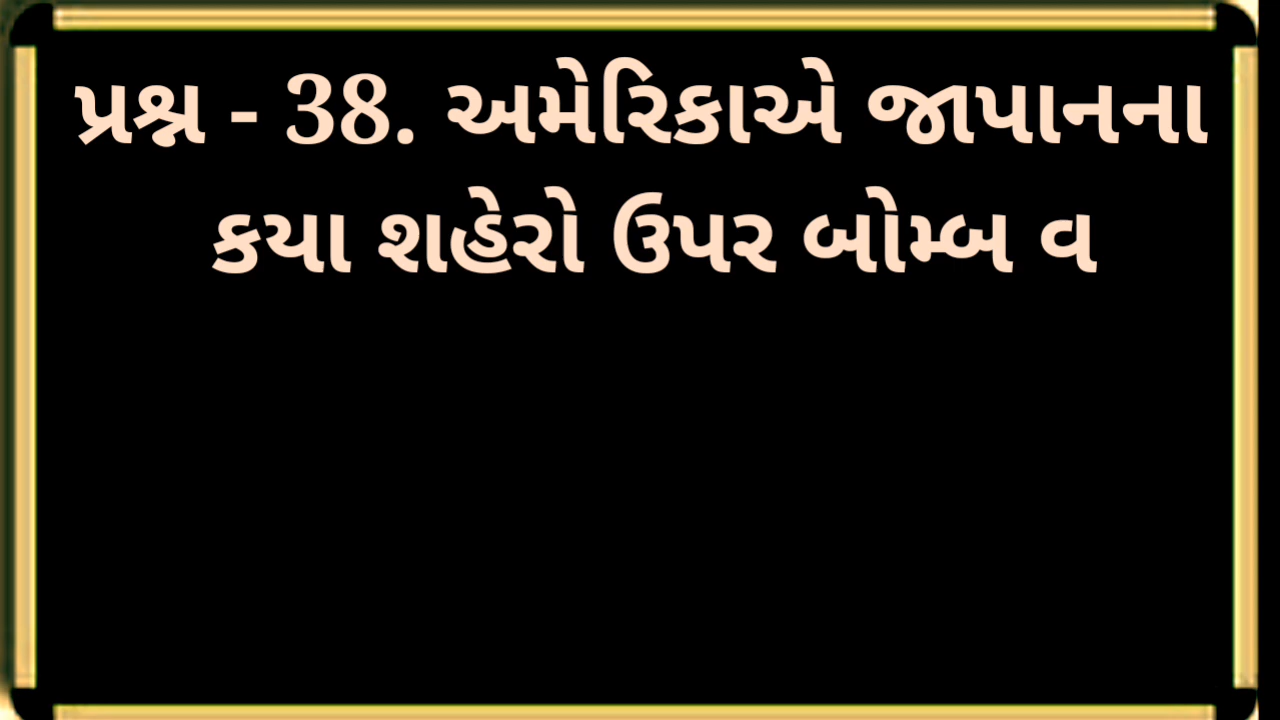 પ્રશ્ન - 38. અમેરિકાએ જાપાનના
કયા શહેરો ઉપર બોમ્બ વ